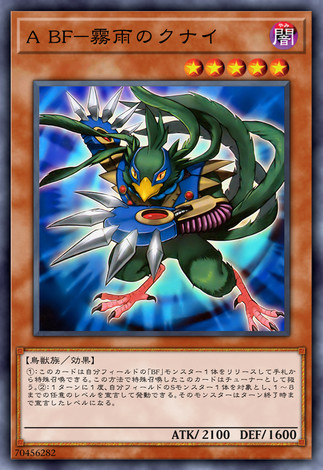 A BF－霧雨のクナイ
闇
やみ
【鳥獣族／効果】
①：このカードは自分フィールドの「BF」モンスター１体をリリースして手札か
ら特殊召喚できる。この方法で特殊召喚したこのカードはチューナーとして扱
う。②：１ターンに１度、自分フィールドのSモンスター１体を対象とし、１～８
までの任意のレベルを宣言して発動できる。そのモンスターはターン終了時ま
で宣言したレベルになる。
ATK/ 2100 DEF/1600
70456282